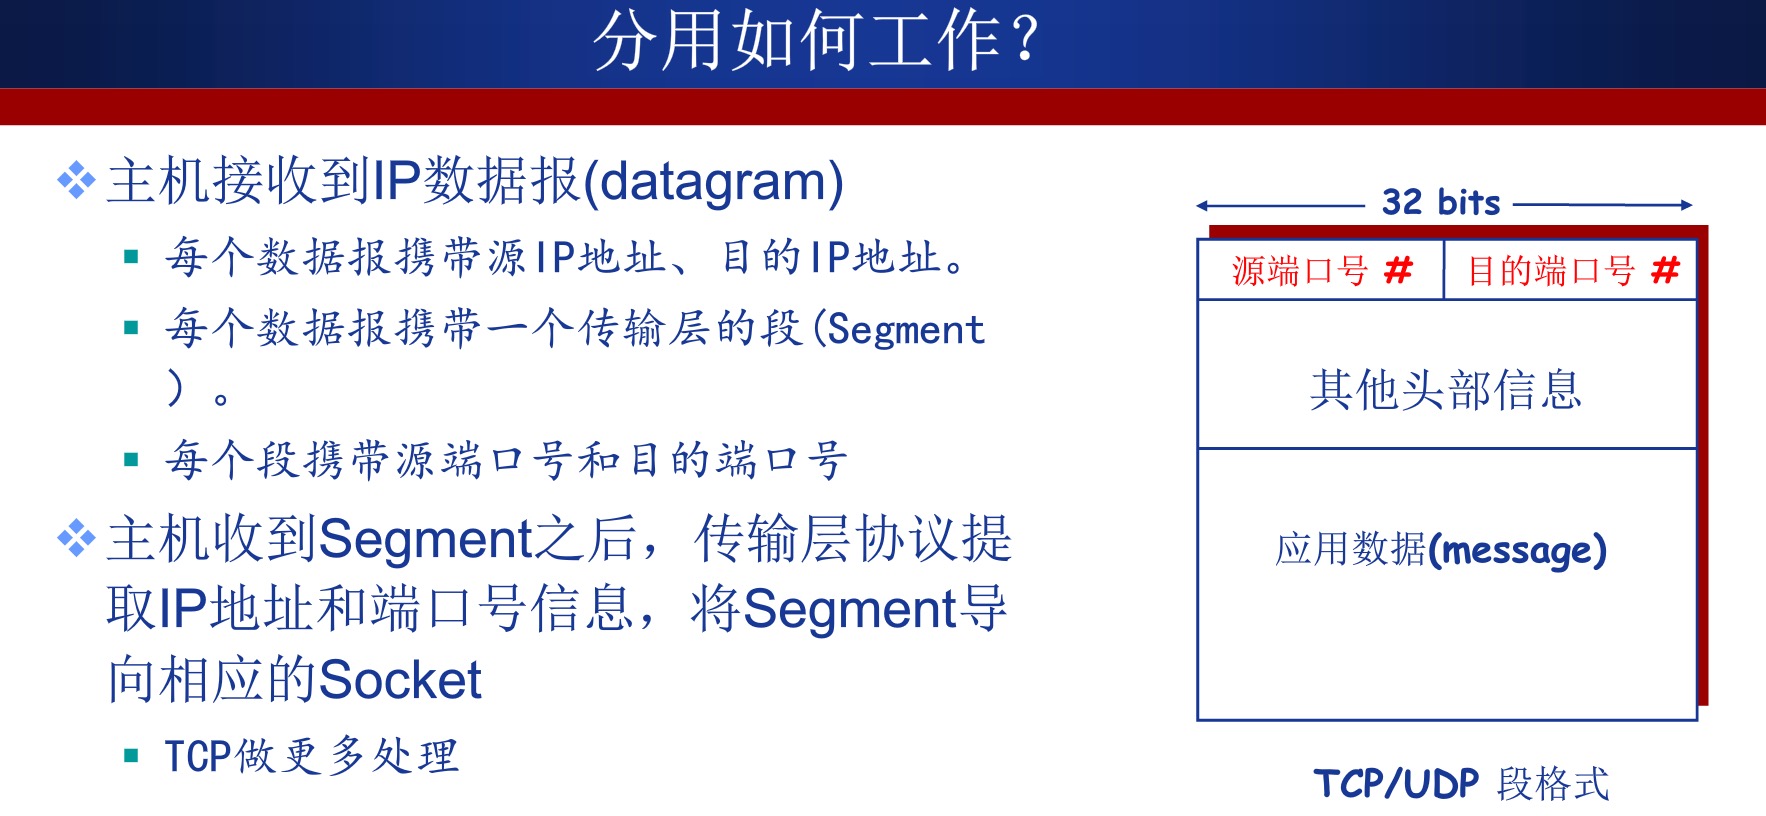 分用如何工作?
主机接收到IP数据报(datagram)
每个数据报携带源IP地址、目的IP地址。
每个数据报携带一个传输层的段(Segment
)。
每个段携带源端口号和目的端口号
主机收到Segment之后，传输层协议提
取IP地址和端口号信息，将Segment导
向相应的Socket
TCP做更多处理
32 bits
源端口号 # 目的端口号 #
其他头部信息
应用数据(message)
TCP/UDP 段格式